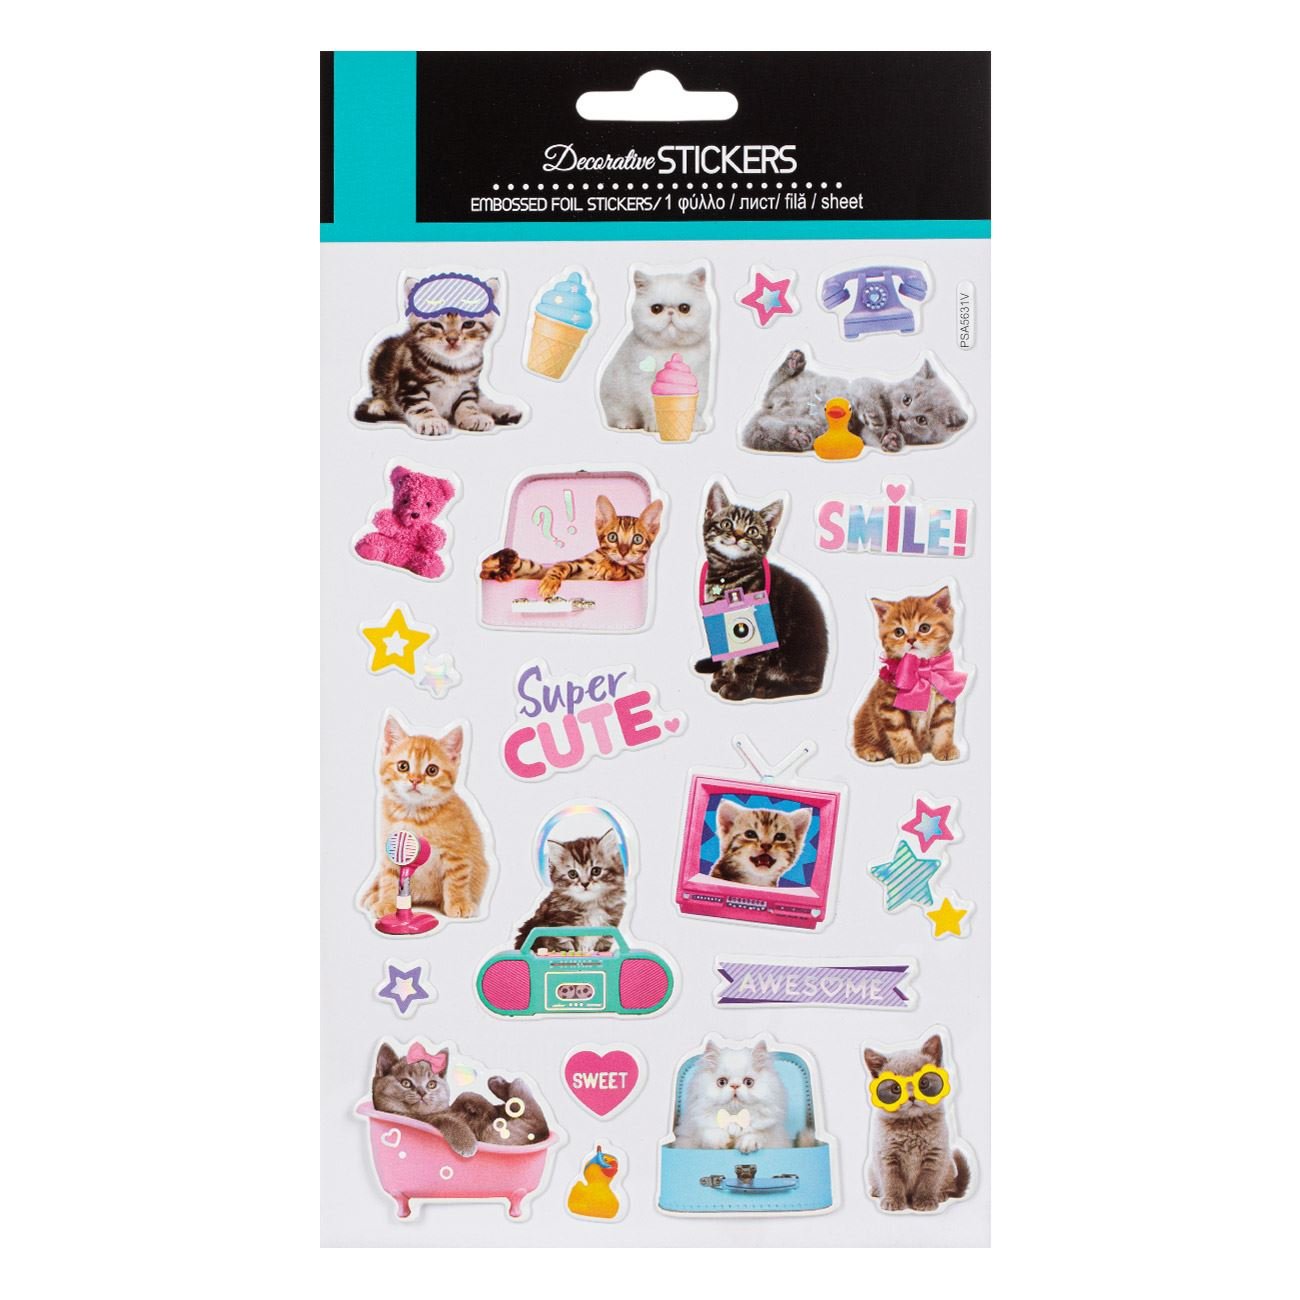 Decorative STICKERS
EMBOSSED FOIL STICKERS/1 φύλλο / лист/ filă / sheet
PSA5631V
?!
SMILE!
Super
CUTE
AWESOME
SWEET